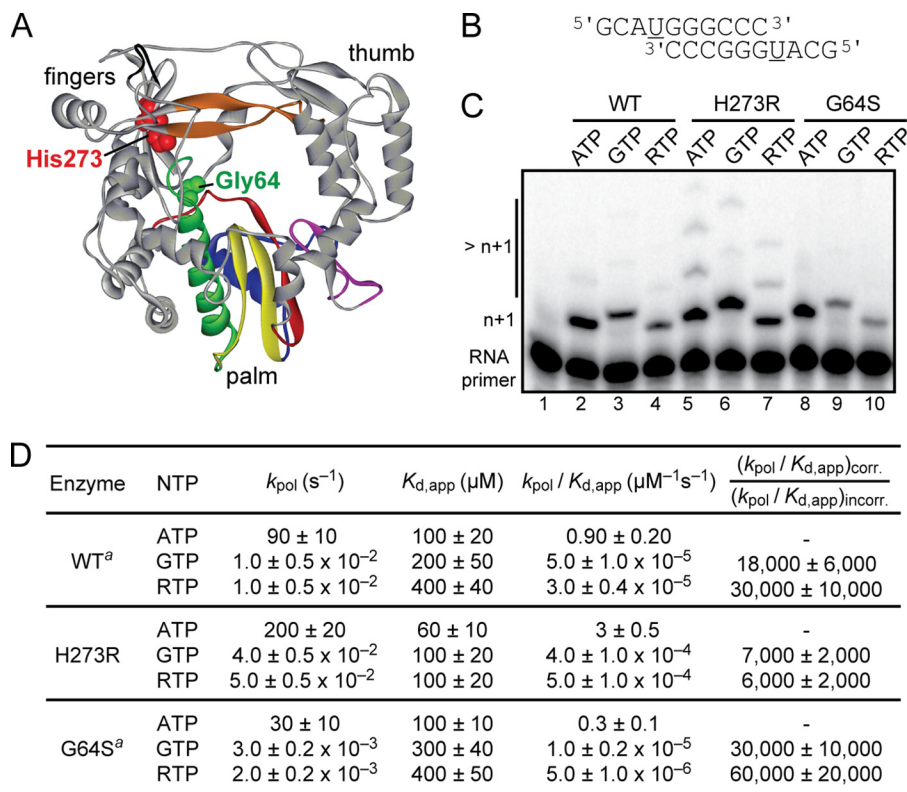 A
fingers
thumb
His273
Gly64
palm
B
5'GCAUGGGCCC3'
3'CCCGGGUACG5'
C
WT H273R G64S
ATP GTP RTP ATP GTP RTP ATP GTP RTP
> n+1
n+1
RNA
primer
1 2 3 4 5 6 7 8 9 10
D
Enzyme NTP kpol (s⁻¹) Kd,app (µM) kpol / Kd,app (µM⁻¹s⁻¹) (kpol / Kd,app)corr.
(kpol / Kd,app)incorr.
ATP 90 ± 10 100 ± 20 0.90 ± 0.20 -
WTᵃ GTP 1.0 ± 0.5 x 10⁻² 200 ± 50 5.0 ± 1.0 x 10⁻⁵ 18,000 ± 6,000
RTP 1.0 ± 0.5 x 10⁻² 400 ± 40 3.0 ± 0.4 x 10⁻⁵ 30,000 ± 10,000
ATP 200 ± 20 60 ± 10 3 ± 0.5 -
H273R GTP 4.0 ± 0.5 x 10⁻² 100 ± 20 4.0 ± 1.0 x 10⁻⁴ 7,000 ± 2,000
RTP 5.0 ± 0.5 x 10⁻² 100 ± 20 5.0 ± 1.0 x 10⁻⁴ 6,000 ± 2,000
ATP 30 ± 10 100 ± 10 0.3 ± 0.1 -
G64Sᵃ GTP 3.0 ± 0.2 x 10⁻³ 300 ± 40 1.0 ± 0.2 x 10⁻⁵ 30,000 ± 10,000
RTP 2.0 ± 0.2 x 10⁻³ 400 ± 50 5.0 ± 1.0 x 10⁻⁶ 60,000 ± 20,000